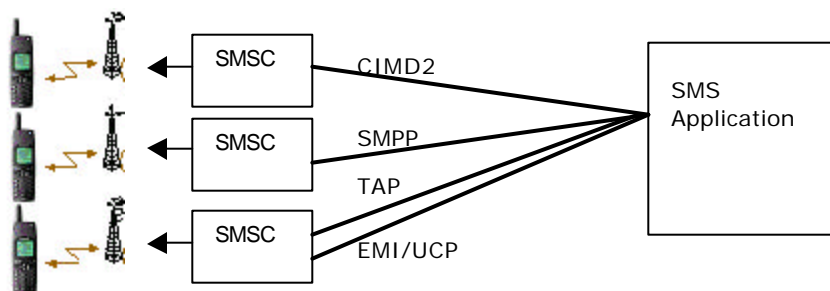 SMSC
CIMD2
SMS
Application
SMSC
SMPP
TAP
SMSC
EMI/UCP